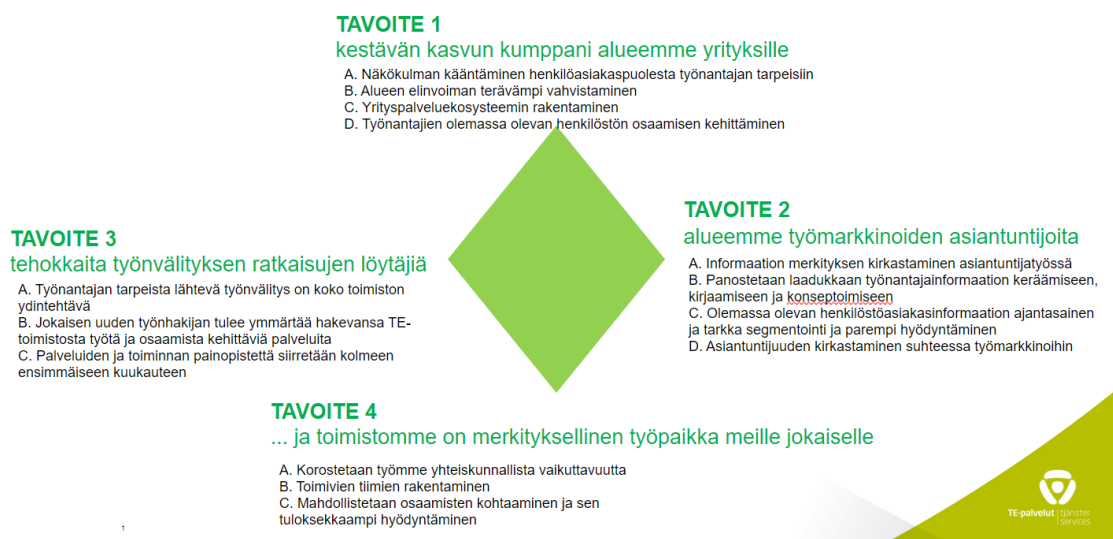 TAVOITE 1
kestävän kasvun kumppani alueemme yrityksille
A. Näkökulman kääntäminen henkilöasiakaspuolesta työnantajan tarpeisiin
B. Alueen elinvoiman terävämpi vahvistaminen
C. Yrityspalveluekosysteemin rakentaminen
D. Työnantajien olemassa olevan henkilöstön osaamisen kehittäminen
TAVOITE 2
alueemme työmarkkinoiden asiantuntijoita
A. Informaation merkityksen kirkastaminen asiantuntijatyössä
B. Panostetaan laadukkaan työnantajainformaation keräämiseen,
kirjaamiseen ja konseptoimiseen
C. Olemassa olevan henkilöstöasiakasinformaation ajantasainen
ja tarkka segmentointi ja parempi hyödyntäminen
D. Asiantuntijuuden kirkastaminen suhteessa työmarkkinoihin
TAVOITE 3
tehokkaita työnvälityksen ratkaisujen löytäjiä
A. Työnantajan tarpeista lähtevä työnvälitys on koko toimiston
ydintehtävä
B. Jokaisen uuden työnhakijan tulee ymmärtää hakevansa TE-
toimistosta työtä ja osaamista kehittäviä palveluita
C. Palveluiden ja toiminnan painopistettä siirretään kolmeen
ensimmäiseen kuukauteen
TAVOITE 4
... ja toimistomme on merkityksellinen työpaikka meille jokaiselle
A. Korostetaan työmme yhteiskunnallista vaikuttavuutta
B. Toimivien tiimien rakentaminen
C. Mahdollistetaan osaamisten kohtaaminen ja sen
tuloksekkaampi hyödyntäminen
1
TE-palvelut tjänster
services